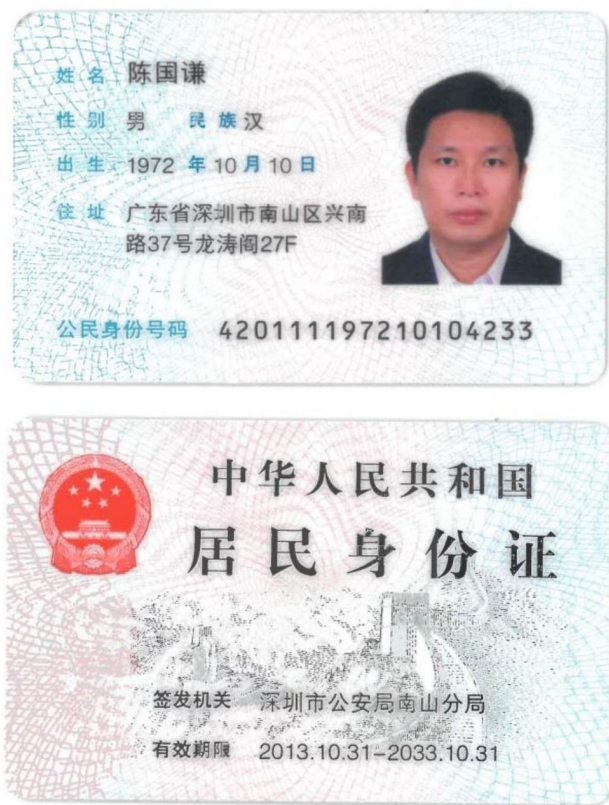 姓名 陈国谦
性别 男 民族 汉
出生 1972 年 10 月 10 日
住址 广东省深圳市南山区兴南
路37号龙涛阁27F
公民身份号码 420111197210104233
中华人民共和国
居民身份证
签发机关 深圳市公安局南山分局
有效期限 2013.10.31-2033.10.31